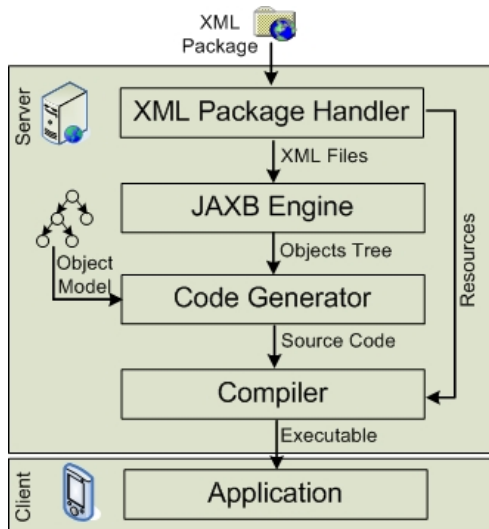 XML
Package
Server
XML Package Handler
XML Files
JAXB Engine
Objects Tree
Object
Model
Code Generator
Resources
Source Code
Compiler
Executable
Client
Application